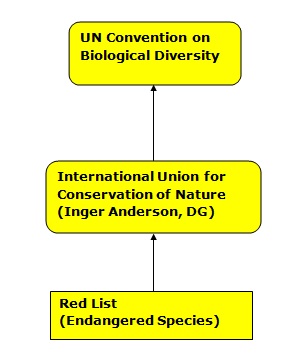 UN Convention on
Biological Diversity
International Union for
Conservation of Nature
(Inger Anderson, DG)
Red List
(Endangered Species)